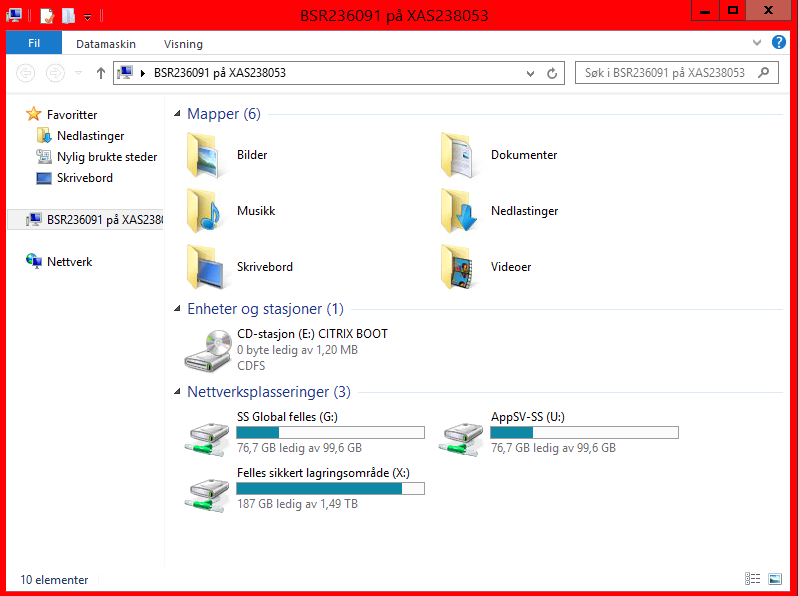 BSR236091 på XAS238053
Fil Datamaskin Visning
BSR236091 på XAS238053 Søk i BSR236091 på XAS238053
Favoritter
Nedlastinger
Nylig brukte steder
Skrivebord
BSR236091 på XAS2380
Nettverk
Mapper (6)
Bilder Dokumenter
Musikk Nedlastinger
Skrivebord Videoer
Enheter og stasjoner (1)
CD-stasjon (E:) CITRIX BOOT
0 byte ledig av 1,20 MB
CDFS
Nettverksplasseringer (3)
SS Global felles (G:) AppSV-SS (U:)
76,7 GB ledig av 99,6 GB 76,7 GB ledig av 99,6 GB
Felles sikkert lagringsområde (X:)
187 GB ledig av 1,49 TB
10 elementer